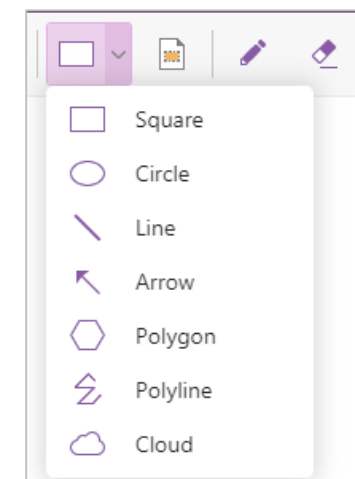 Square
Circle
Line
Arrow
Polygon
Polyline
Cloud